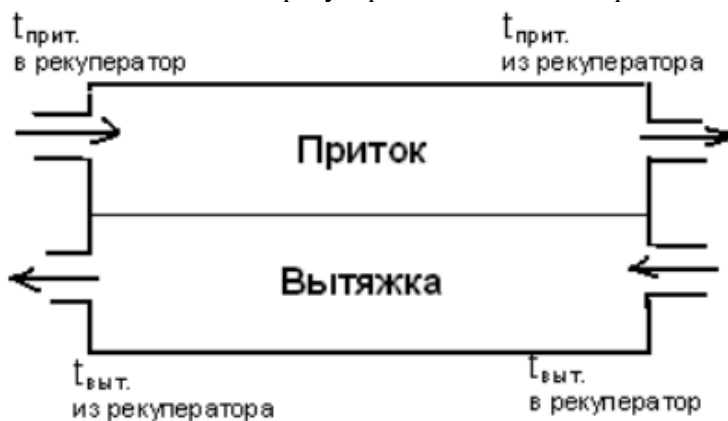 tприт.
в рекуператор
tприт.
из рекуператора
Приток
Вытяжка
tвыт.
из рекуператора
tвыт.
в рекуператор